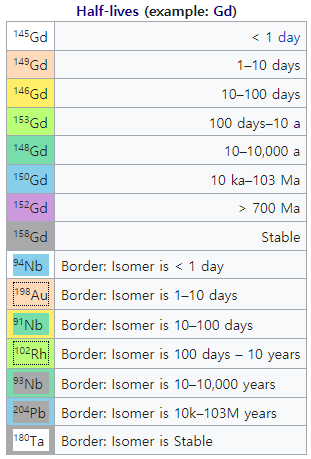 Half-lives (example: Gd)
¹⁴⁵Gd < 1 day
¹⁴⁹Gd 1–10 days
¹⁴⁶Gd 10–100 days
¹⁵³Gd 100 days–10 a
¹⁴⁸Gd 10–10,000 a
¹⁵⁰Gd 10 ka–103 Ma
¹⁵²Gd > 700 Ma
¹⁵⁸Gd Stable
⁹⁴Nb Border: Isomer is < 1 day
¹⁹⁸Au Border: Isomer is 1–10 days
⁹¹Nb Border: Isomer is 10–100 days
¹⁰²Rh Border: Isomer is 100 days – 10 years
⁹³Nb Border: Isomer is 10–10,000 years
²⁰⁴Pb Border: Isomer is 10k–103M years
¹⁸⁰Ta Border: Isomer is Stable